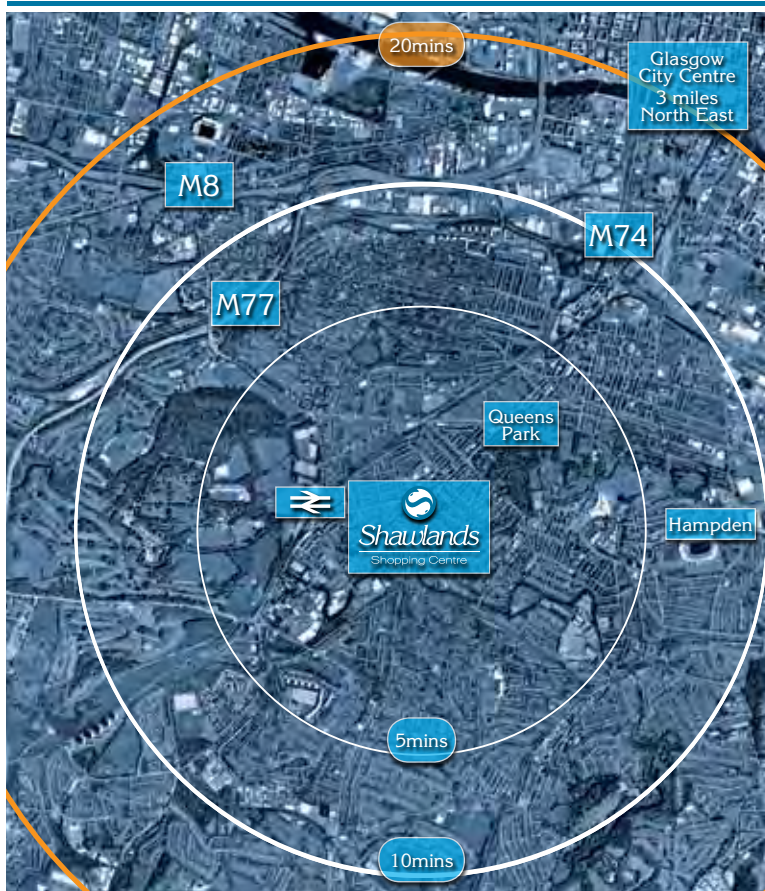 20mins
Glasgow
City Centre
3 miles
North East
M8
M74
M77
Queens
Park
Shawlands
Shopping Centre
Hampden
5mins
10mins